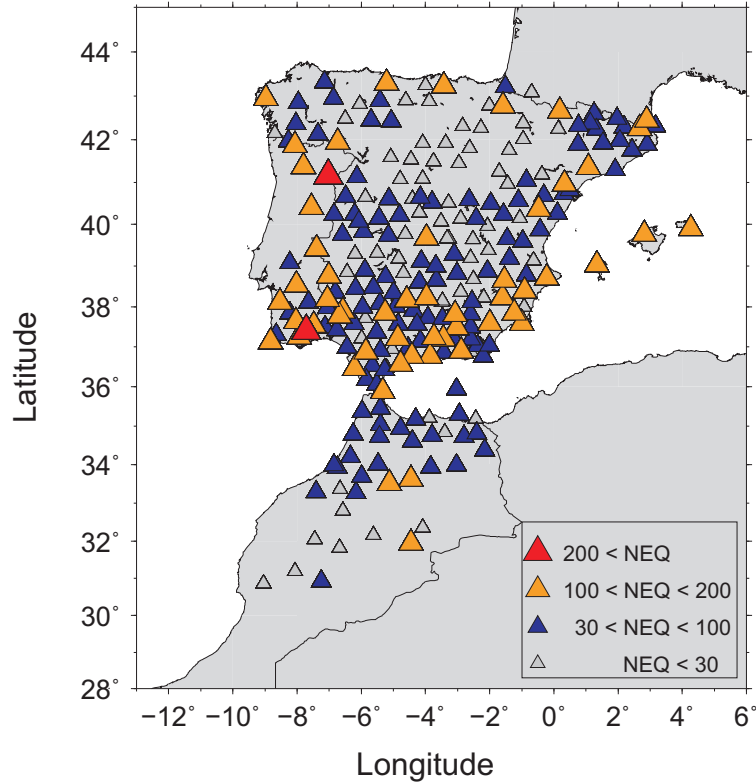 44°
42°
40°
38°
36°
34°
32°
30°
28°
Latitude
−12° −10° −8° −6° −4° −2° 0° 2° 4° 6°
Longitude
200 < NEQ
100 < NEQ < 200
30 < NEQ < 100
NEQ < 30